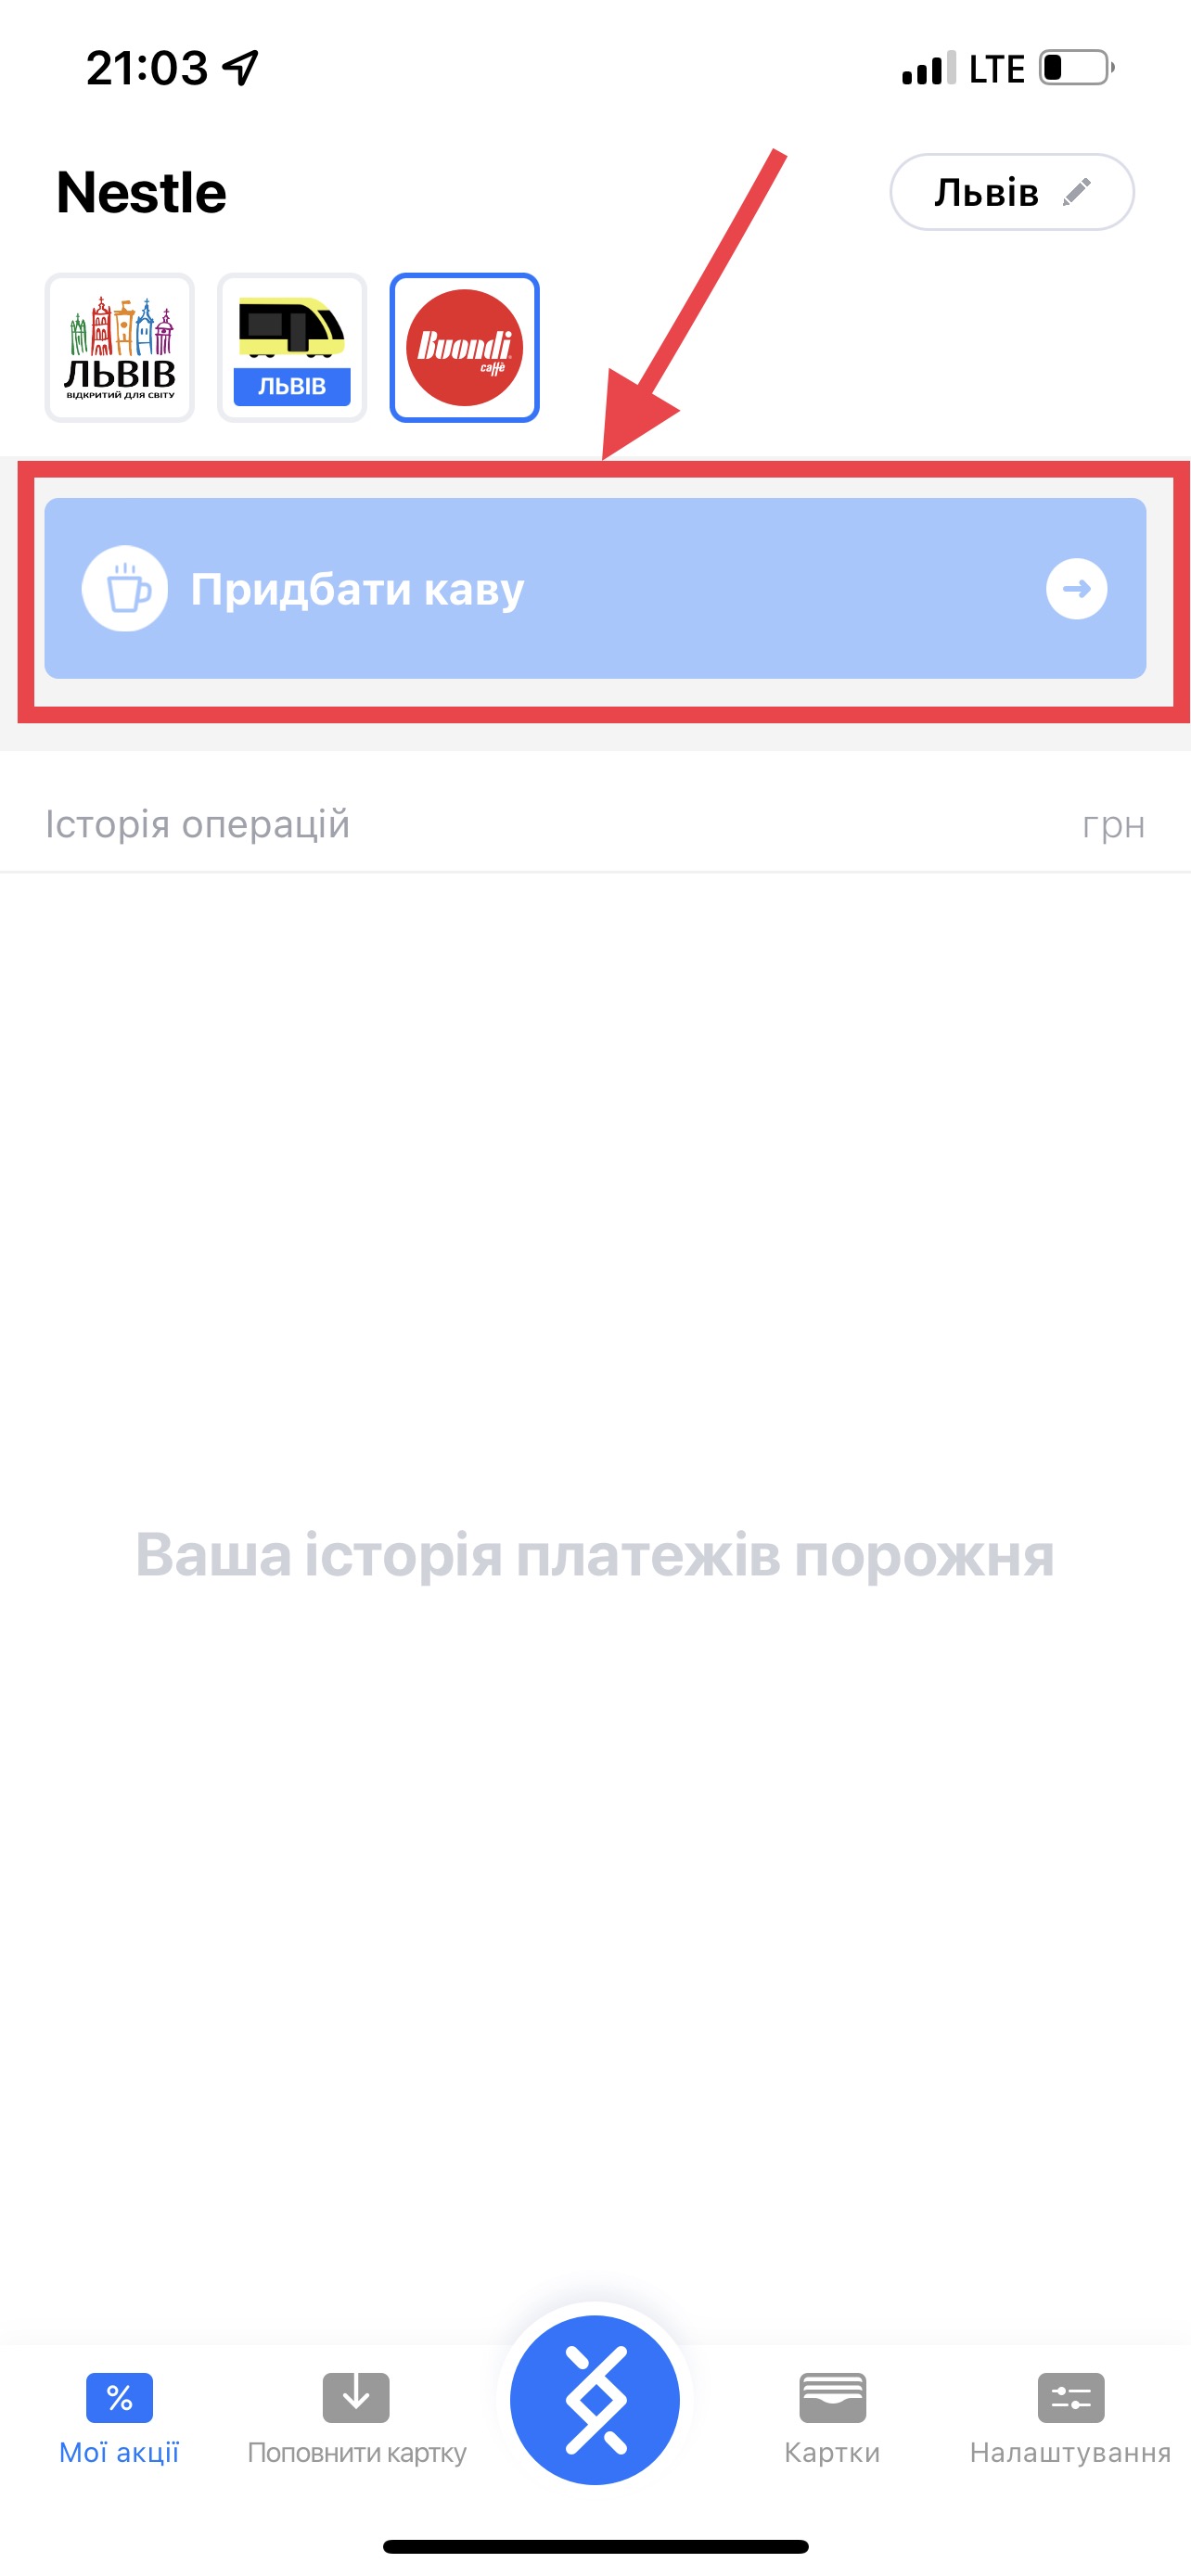 21:03 LTE
Nestle
Львів
ЛЬВІВ
ВІДКРИТИЙ ДЛЯ СВІТУ
ЛЬВІВ
Buondi
caffè
Придбати каву
Історія операцій грн
Ваша історія платежів порожня
%
Мої акції Поповнити картку Картки Налаштування